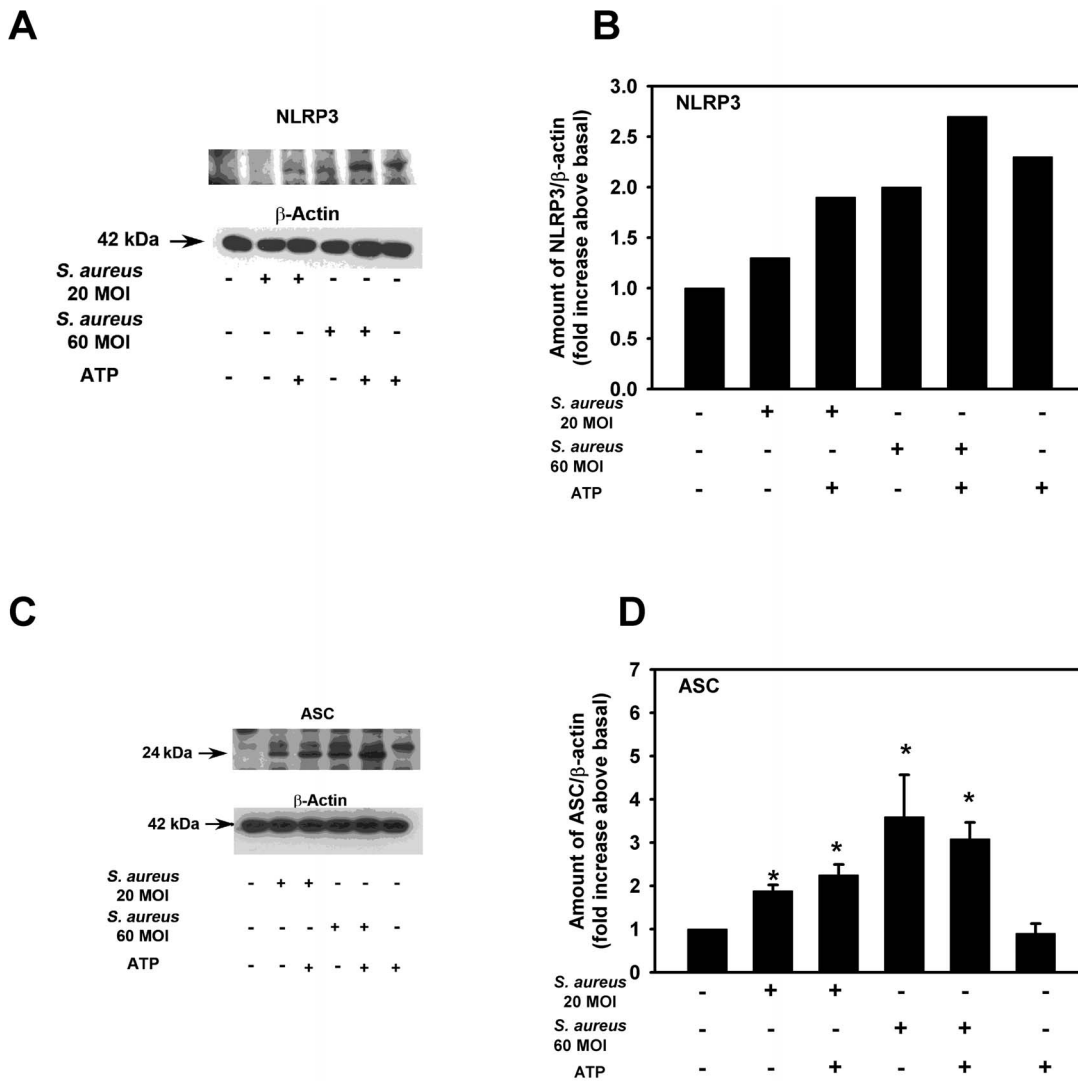 A
NLRP3
β-Actin
42 kDa
S. aureus
20 MOI
- + + - - -
S. aureus
60 MOI
- - - + + -
ATP
- - + - + +
B
NLRP3
Amount of NLRP3/β-actin
(fold increase above basal)
3.0
2.5
2.0
1.5
1.0
0.5
0.0
S. aureus
20 MOI
- + + - - -
S. aureus
60 MOI
- - - + + -
ATP
- - + - + +
C
ASC
24 kDa
β-Actin
42 kDa
S. aureus
20 MOI
- + + - - -
S. aureus
60 MOI
- - - + + -
ATP
- - + - + +
D
ASC
Amount of ASC/β-actin
(fold increase above basal)
7
6
5
4
3
2
1
0
* * * *
S. aureus
20 MOI
- + + - - -
S. aureus
60 MOI
- - - + + -
ATP
- - + - + +